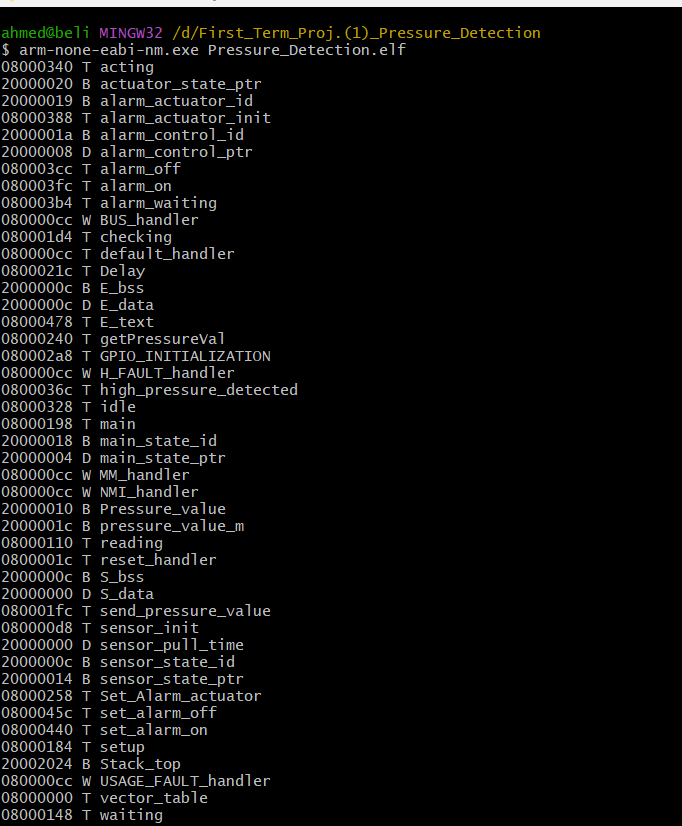 ahmed@beli MINGW32 /d/First_Term_Proj.(1)_Pressure_Detection
$ arm-none-eabi-nm.exe Pressure_Detection.elf
08000340 T acting
20000020 B actuator_state_ptr
20000019 B alarm_actuator_id
08000388 T alarm_actuator_init
2000001a B alarm_control_id
20000008 D alarm_control_ptr
080003cc T alarm_off
080003fc T alarm_on
080003b4 T alarm_waiting
080000cc W BUS_handler
080001d4 T checking
080000cc T default_handler
0800021c T Delay
2000000c B E_bss
2000000c D E_data
08000478 T E_text
08000240 T getPressureVal
080002a8 T GPIO_INITIALIZATION
080000cc W H_FAULT_handler
0800036c T high_pressure_detected
08000328 T idle
08000198 T main
20000018 B main_state_id
20000004 D main_state_ptr
080000cc W MM_handler
080000cc W NMI_handler
20000010 B Pressure_value
2000001c B pressure_value_m
08000110 T reading
0800001c T reset_handler
2000000c B S_bss
20000000 D S_data
080001fc T send_pressure_value
080000d8 T sensor_init
20000000 D sensor_pull_time
2000000c B sensor_state_id
20000014 B sensor_state_ptr
08000258 T Set_Alarm_actuator
0800045c T set_alarm_off
08000440 T set_alarm_on
08000184 T setup
20002024 B Stack_top
080000cc W USAGE_FAULT_handler
08000000 T vector_table
08000148 T waiting